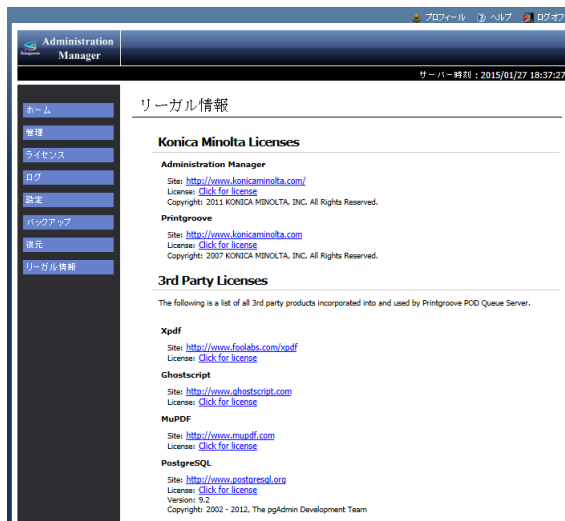 プロフィール ヘルプ ログオフ
Administration
Manager
Printgroove
サーバー時刻 : 2015/01/27 18:37:27
ホーム
管理
ライセンス
ログ
設定
バックアップ
復元
リーガル情報
リーガル情報
Konica Minolta Licenses
Administration Manager
Site: http://www.konicaminolta.com/
License: Click for license
Copyright: 2011 KONICA MINOLTA, INC. All Rights Reserved.
Printgroove
Site: http://www.konicaminolta.com
License: Click for license
Copyright: 2007 KONICA MINOLTA, INC. All Rights Reserved.
3rd Party Licenses
The following is a list of all 3rd party products incorporated into and used by Printgroove POD Queue Server.
Xpdf
Site: http://www.foolabs.com/xpdf
License: Click for license
Ghostscript
Site: http://www.ghostscript.com
License: Click for license
MuPDF
Site: http://www.mupdf.com
License: Click for license
PostgreSQL
Site: http://www.postgresql.org
License: Click for license
Version: 9.2
Copyright: 2002 - 2012, The pgAdmin Development Team